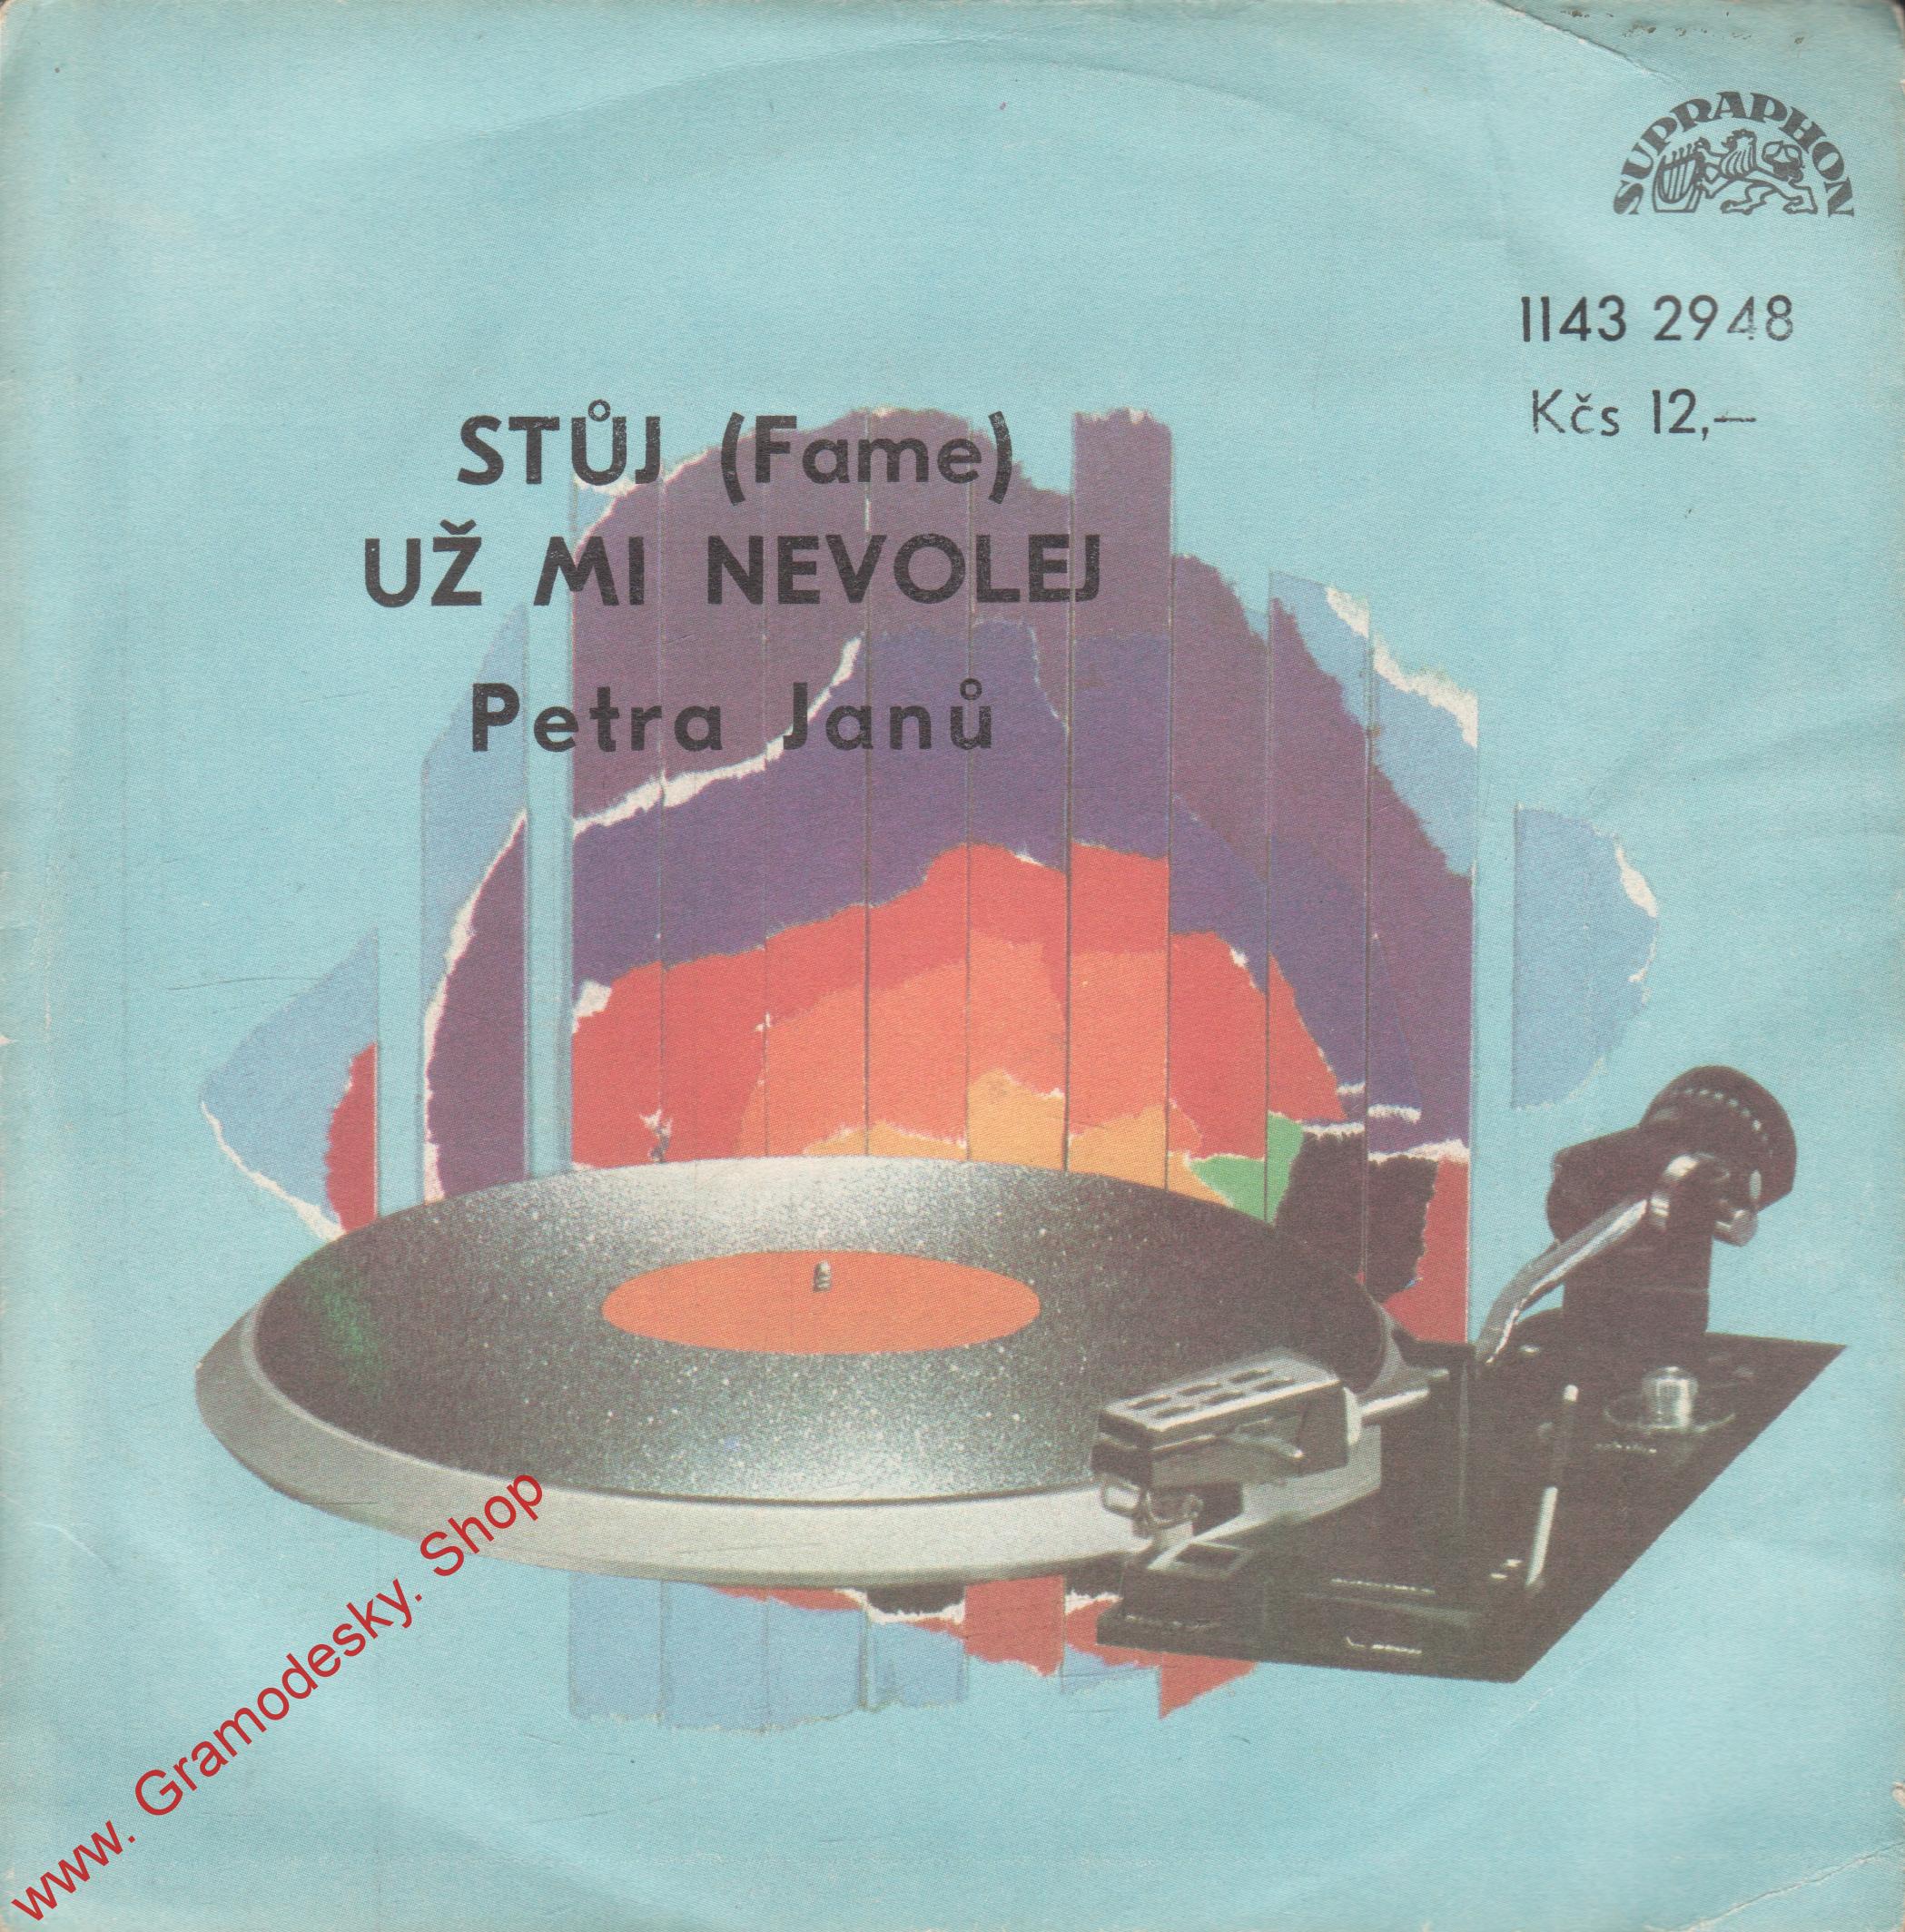 SUPRAPHON
1143 2948
Kčs 12,—
STŮJ (Fame)
UŽ MI NEVOLEJ
Petra Janů
www. Gramodesky. Shop